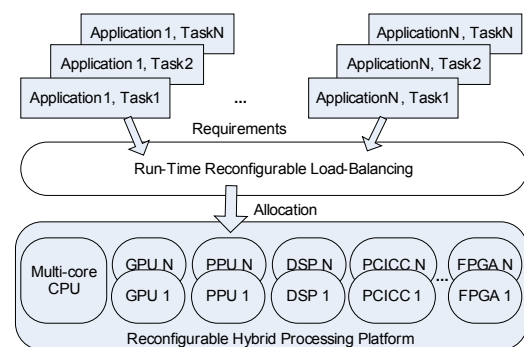 Application 1, TaskN ApplicationN, TaskN
Application 1, Task2 ApplicationN, Task2
Application 1, Task1 ... ApplicationN, Task1
Requirements
Run-Time Reconfigurable Load-Balancing
Allocation
Multi-core CPU
GPU N PPU N DSP N PCICC N ... FPGA N
GPU 1 PPU 1 DSP 1 PCICC 1 FPGA 1
Reconfigurable Hybrid Processing Platform